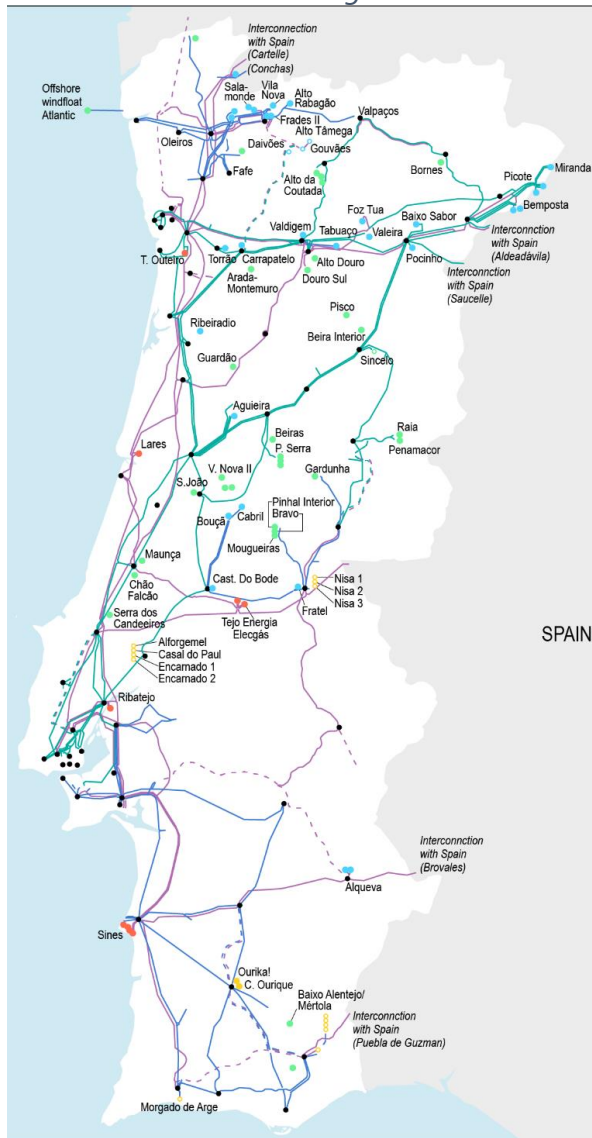 Interconnection
with Spain
(Cartelle)
(Conchas)
Offshore
windfloat
Atlantic
Sala-
monde
Vila
Nova
Alto
Rabagão
Frades II
Valpaços
Oleiros
Alto Tâmega
Daivões
Gouvães
Fafe
Bornes
Miranda
Picote
Alto da
Coutada
Bemposta
Foz Tua
Baixo Sabor
Valdigem
Tabuaço
Valeira
Interconnction
with Spain
(Aldeadávila)
T. Outeiro
Torrão
Carrapatelo
Pocinho
Alto Douro
Arada-
Montemuro
Douro Sul
Interconnction
with Spain
(Saucelle)
Pisco
Ribeiradio
Beira Interior
Guardão
Sincelo
Aguieira
Beiras
Raia
Lares
P. Serra
Penamacor
V. Nova II
Gardunha
S.João
Pinhal Interior
Bravo
Bouçã
Cabril
Mougueiras
Maunça
Chão
Falcão
Cast. Do Bode
Nisa 1
Nisa 2
Nisa 3
Fratel
Serra dos
Candeeiros
Tejo Energia
Elecgás
SPAIN
Alforgemel
Casal do Paul
Encarnado 1
Encarnado 2
Ribatejo
Interconnction
with Spain
(Brovales)
Alqueva
Sines
Ourika!
C. Ourique
Baixo Alentejo/
Mértola
Interconnction
with Spain
(Puebla de Guzman)
Morgado de Arge